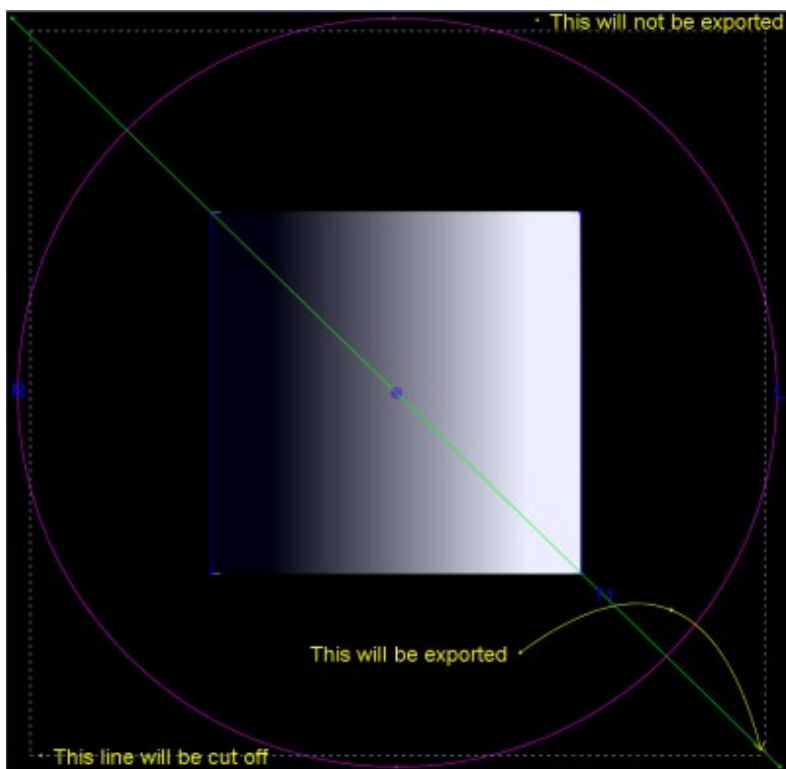 This will not be exported
R
L
This will be exported
This line will be cut off